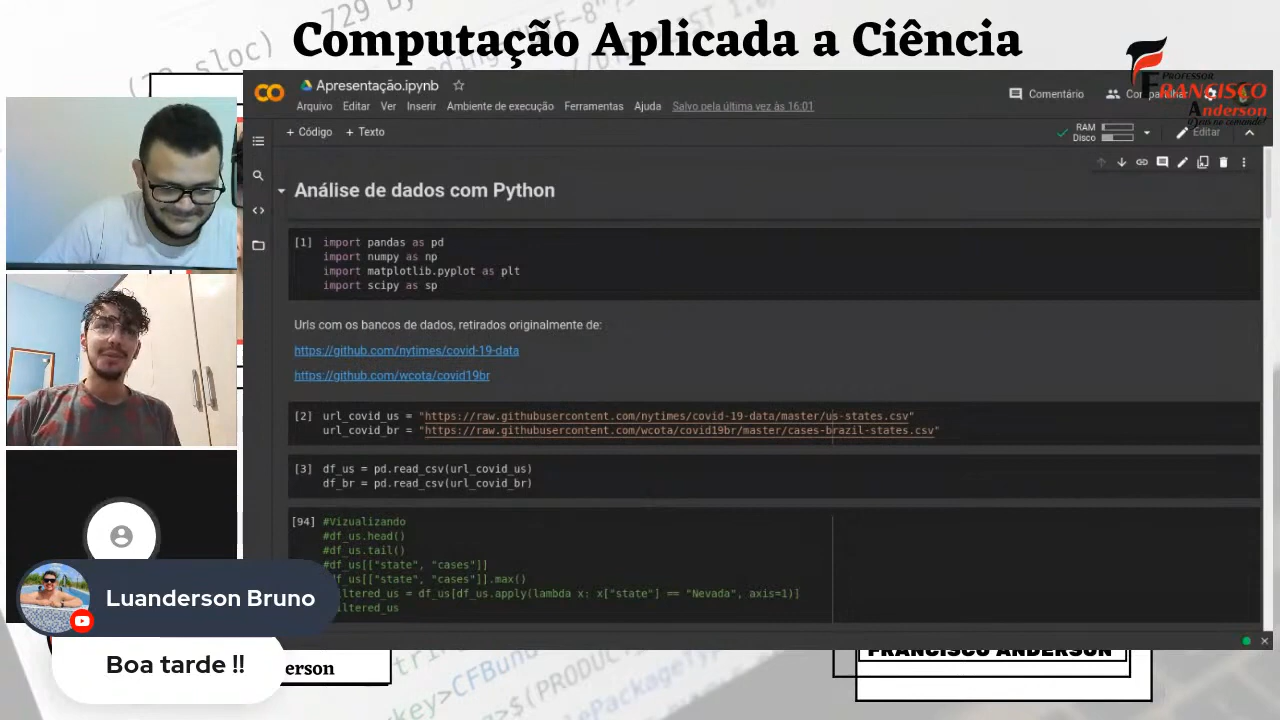 Computação Aplicada a Ciência
PROFESSOR
FRANCISCO
Anderson
Apresentação.ipynb
Comentário
Arquivo Editar Ver Inserir Ambiente de execução Ferramentas Ajuda Salvo pela última vez às 16:01
+ Código + Texto
RAM
Disco
Editar
Análise de dados com Python
[1] import pandas as pd
import numpy as np
import matplotlib.pyplot as plt
import scipy as sp
Urls com os bancos de dados, retirados originalmente de:
https://github.com/nytimes/covid-19-data
https://github.com/wcota/covid19br
[2] url_covid_us = "https://raw.githubusercontent.com/nytimes/covid-19-data/master/us-states.csv"
url_covid_br = "https://raw.githubusercontent.com/wcota/covid19br/master/cases-brazil-states.csv"
[3] df_us = pd.read_csv(url_covid_us)
df_br = pd.read_csv(url_covid_br)
[94] #Vizualizando
#df_us.head()
#df_us.tail()
#df_us[["state", "cases"]]
df_us[["state", "cases"]].max()
ltered_us = df_us[df_us.apply(lambda x: x["state"] == "Nevada", axis=1)]
ltered_us
Luanderson Bruno
Boa tarde !!
erson
FRANCISCO ANDERSON